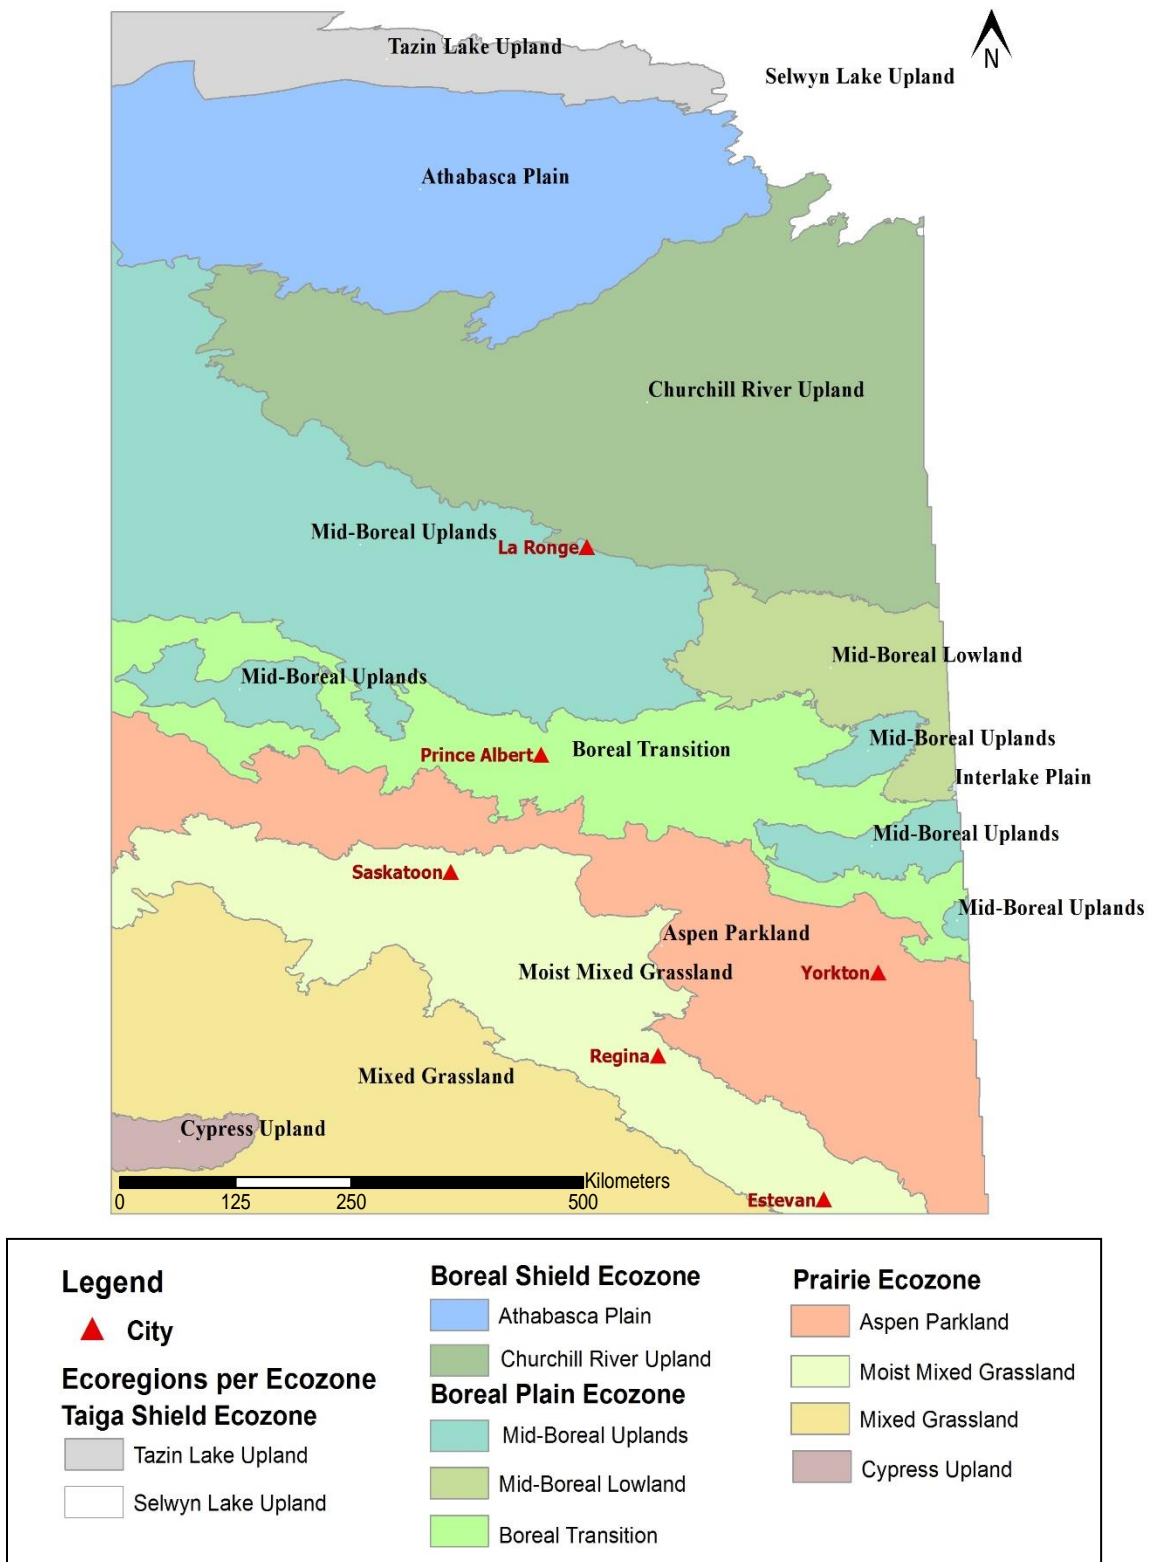 Tazin Lake Upland
N
Selwyn Lake Upland
Athabasca Plain
Churchill River Upland
Mid-Boreal Uplands
La Ronge
Mid-Boreal Lowland
Mid-Boreal Uplands
Mid-Boreal Uplands
Boreal Transition
Prince Albert
Interlake Plain
Mid-Boreal Uplands
Saskatoon
Mid-Boreal Uplands
Aspen Parkland
Moist Mixed Grassland
Yorkton
Regina
Mixed Grassland
Cypress Upland
Kilometers
0 125 250 500
Estevan
Legend
City
Ecoregions per Ecozone
Taiga Shield Ecozone
Tazin Lake Upland
Selwyn Lake Upland
Boreal Shield Ecozone
Athabasca Plain
Churchill River Upland
Boreal Plain Ecozone
Mid-Boreal Uplands
Mid-Boreal Lowland
Boreal Transition
Prairie Ecozone
Aspen Parkland
Moist Mixed Grassland
Mixed Grassland
Cypress Upland